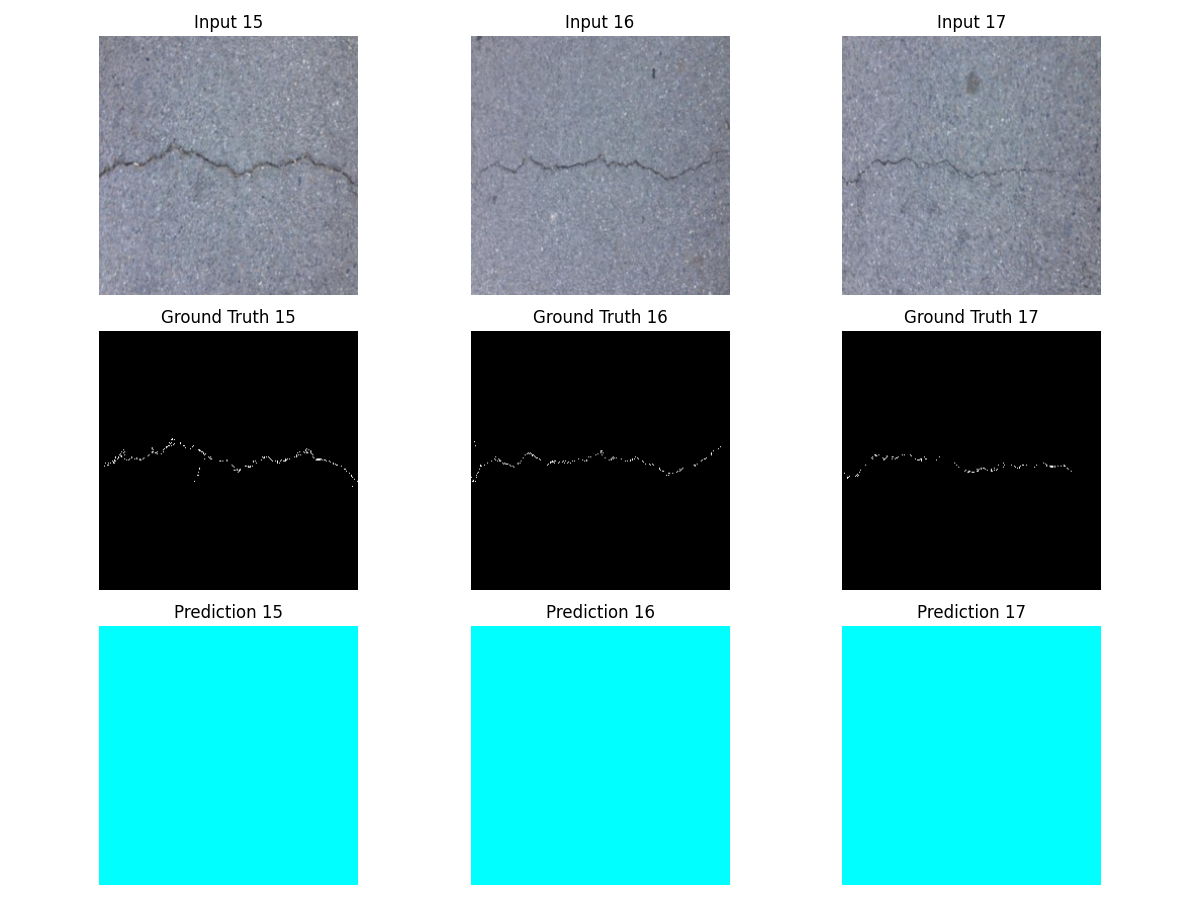 Input 15
Input 16
Input 17
Ground Truth 15
Ground Truth 16
Ground Truth 17
Prediction 15
Prediction 16
Prediction 17